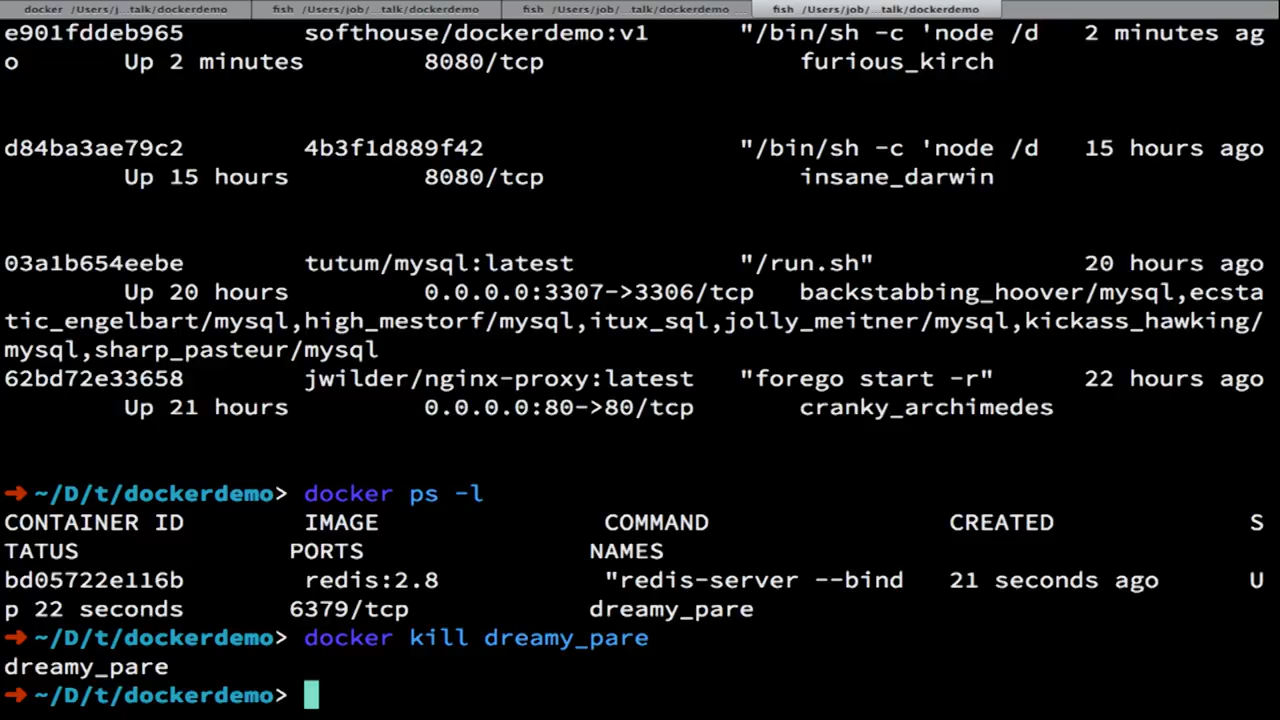 docker /Users/j...talk/dockerdemo fish /Users/job/...talk/dockerdemo fish /Users/job/...talk/dockerdemo ... fish /Users/job/...talk/dockerdemo
e901fddeb965 softhouse/dockerdemo:v1 "/bin/sh -c 'node /d 2 minutes ag
o Up 2 minutes 8080/tcp furious_kirch
d84ba3ae79c2 4b3f1d889f42 "/bin/sh -c 'node /d 15 hours ago
Up 15 hours 8080/tcp insane_darwin
03a1b654eebe tutum/mysql:latest "/run.sh" 20 hours ago
Up 20 hours 0.0.0.0:3307->3306/tcp backstabbing_hoover/mysql,ecsta
tic_engelbart/mysql,high_mestorf/mysql,itux_sql,jolly_meitner/mysql,kickass_hawking/
mysql,sharp_pasteur/mysql
62bd72e33658 jwilder/nginx-proxy:latest "forego start -r" 22 hours ago
Up 21 hours 0.0.0.0:80->80/tcp cranky_archimedes
➜ ~/D/t/dockerdemo> docker ps -l
CONTAINER ID IMAGE COMMAND CREATED S
TATUS PORTS NAMES
bd05722e116b redis:2.8 "redis-server --bind 21 seconds ago U
p 22 seconds 6379/tcp dreamy_pare
➜ ~/D/t/dockerdemo> docker kill dreamy_pare
dreamy_pare
➜ ~/D/t/dockerdemo>